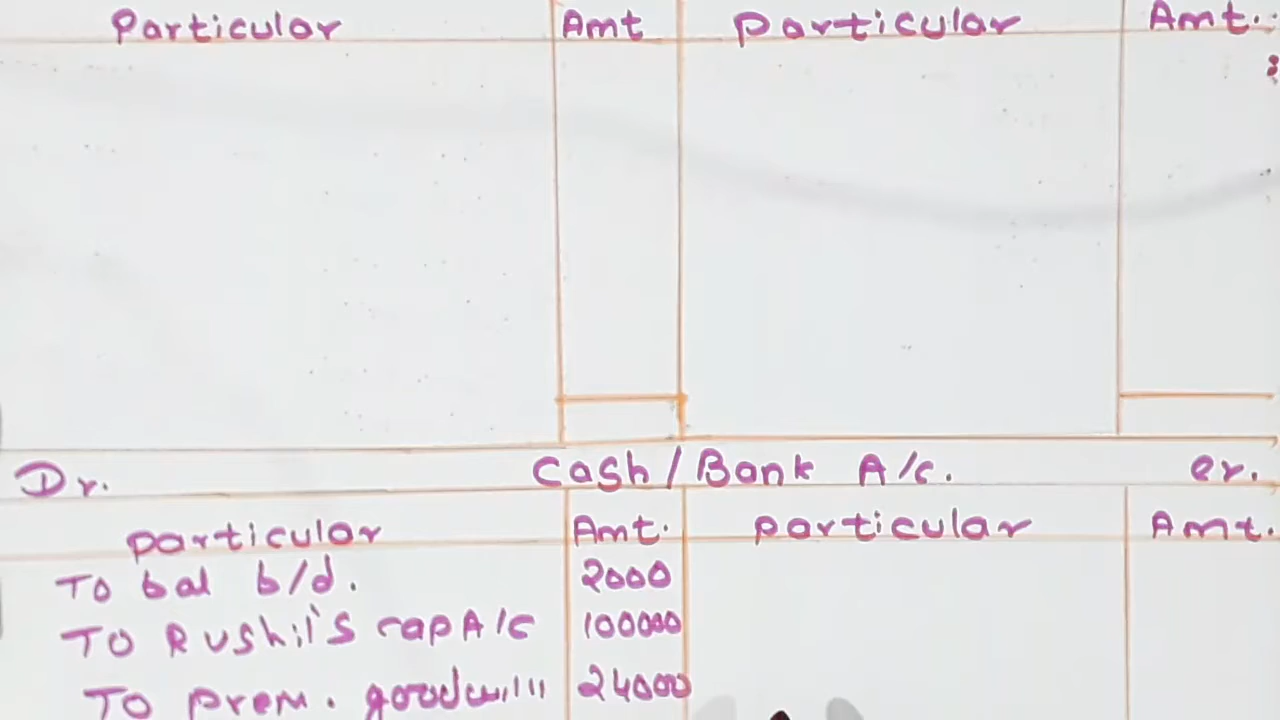 Particular Amt Particular Amt.
Dr. Cash/Bank A/c. er.
particular Amt. particular Amt.
To bal b/d. 2000
To Rushil's cap A/c 100000
To prem. goodwill 24000